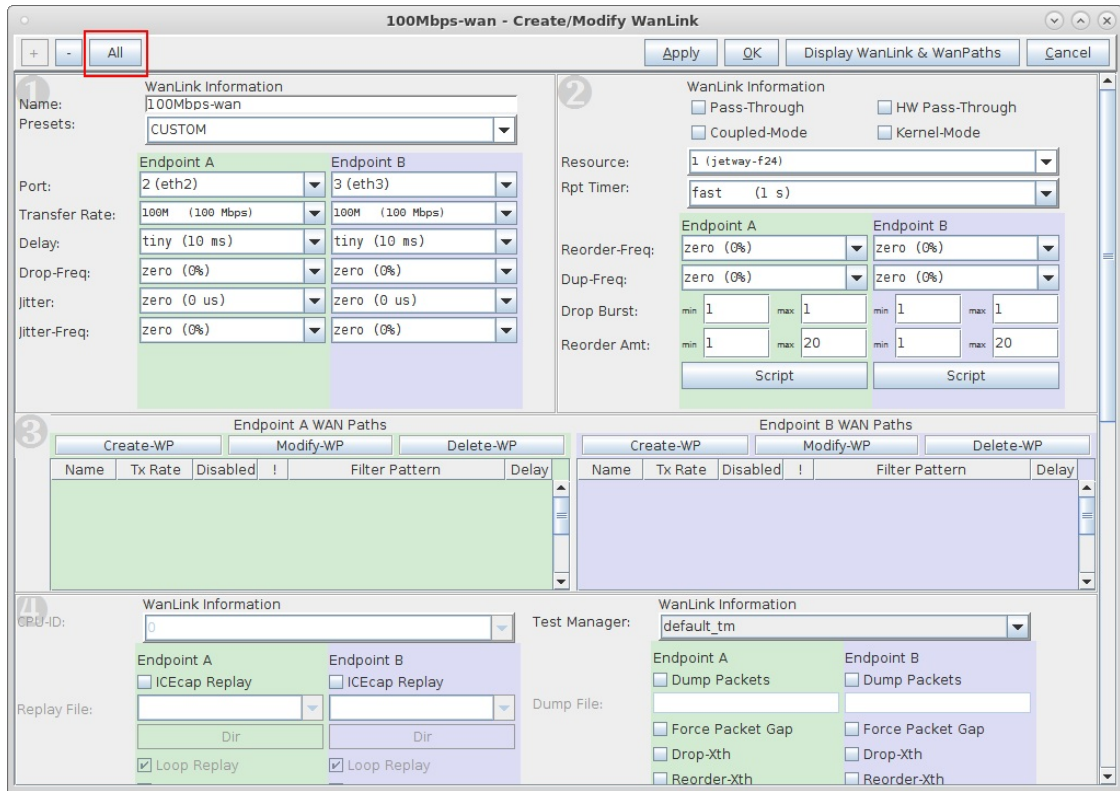 100Mbps-wan - Create/Modify WanLink
+ - All Apply OK Display WanLink & WanPaths Cancel
1
WanLink Information
Name: 100Mbps-wan
Presets: CUSTOM
Endpoint A Endpoint B
Port: 2 (eth2) 3 (eth3)
Transfer Rate: 100M (100 Mbps) 100M (100 Mbps)
Delay: tiny (10 ms) tiny (10 ms)
Drop-Freq: zero (0%) zero (0%)
Jitter: zero (0 us) zero (0 us)
Jitter-Freq: zero (0%) zero (0%)
2
WanLink Information
Pass-Through HW Pass-Through
Coupled-Mode Kernel-Mode
Resource: 1 (jetway-f24)
Rpt Timer: fast (1 s)
Endpoint A Endpoint B
Reorder-Freq: zero (0%) zero (0%)
Dup-Freq: zero (0%) zero (0%)
Drop Burst: min 1 max 1 min 1 max 1
Reorder Amt: min 1 max 20 min 1 max 20
Script Script
3
Endpoint A WAN Paths
Create-WP Modify-WP Delete-WP
Name Tx Rate Disabled ! Filter Pattern Delay
Endpoint B WAN Paths
Create-WP Modify-WP Delete-WP
Name Tx Rate Disabled ! Filter Pattern Delay
4
WanLink Information
CPU-ID: 0
Endpoint A Endpoint B
ICEcap Replay ICEcap Replay
Replay File:
Dir Dir
Loop Replay Loop Replay
WanLink Information
Test Manager: default_tm
Endpoint A Endpoint B
Dump Packets Dump Packets
Dump File:
Force Packet Gap Force Packet Gap
Drop-Xth Drop-Xth
Reorder-Xth Reorder-Xth